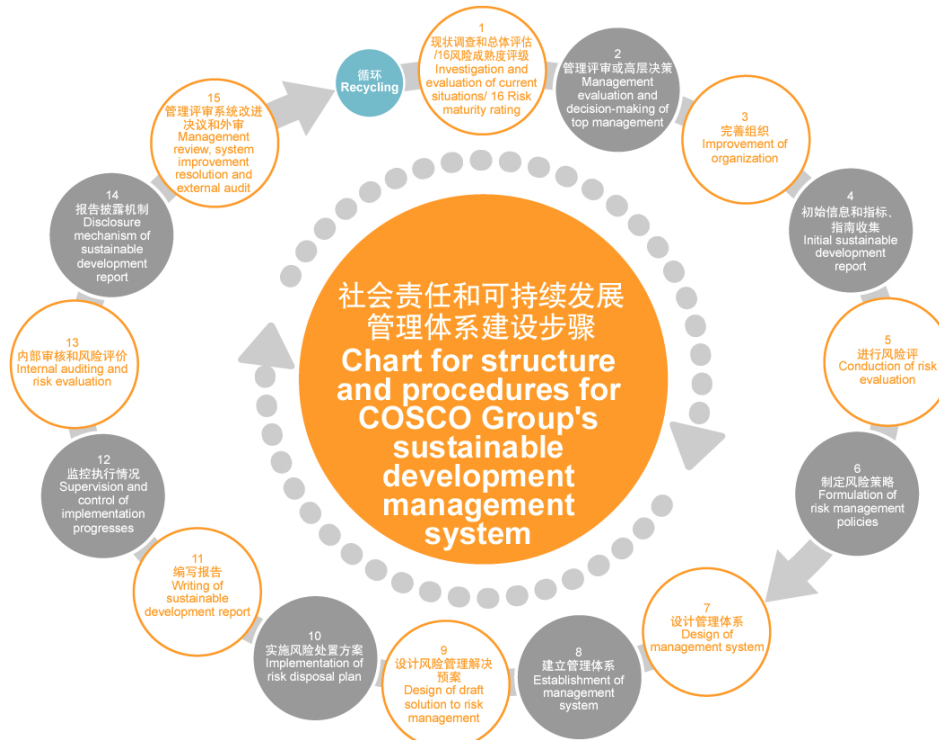 循环
Recycling
1
现状调查和总体评估
/16风险成熟度评级
Investigation and
evaluation of current
situations/ 16 Risk
maturity rating
2
管理评审或高层决策
Management
evaluation and
decision-making of
top management
3
完善组织
Improvement of
organization
4
初始信息和指标、
指南收集
Initial sustainable
development
report
5
进行风险评
Conduction of risk
evaluation
6
制定风险策略
Formulation of
risk management
policies
7
设计管理体系
Design of
management system
8
建立管理体系
Establishment of
management
system
9
设计风险管理解决
预案
Design of draft
solution to risk
management
10
实施风险处置方案
Implementation of
risk disposal plan
11
编写报告
Writing of
sustainable
development report
12
监控执行情况
Supervision and
control of
implementation
progresses
13
内部审核和风险评价
Internal auditing and
risk evaluation
14
报告披露机制
Disclosure
mechanism of
sustainable
development
report
15
管理评审系统改进
决议和外审
Management
review, system
improvement
resolution and
external audit
社会责任和可持续发展
管理体系建设步骤
Chart for structure
and procedures for
COSCO Group's
sustainable
development
management
system